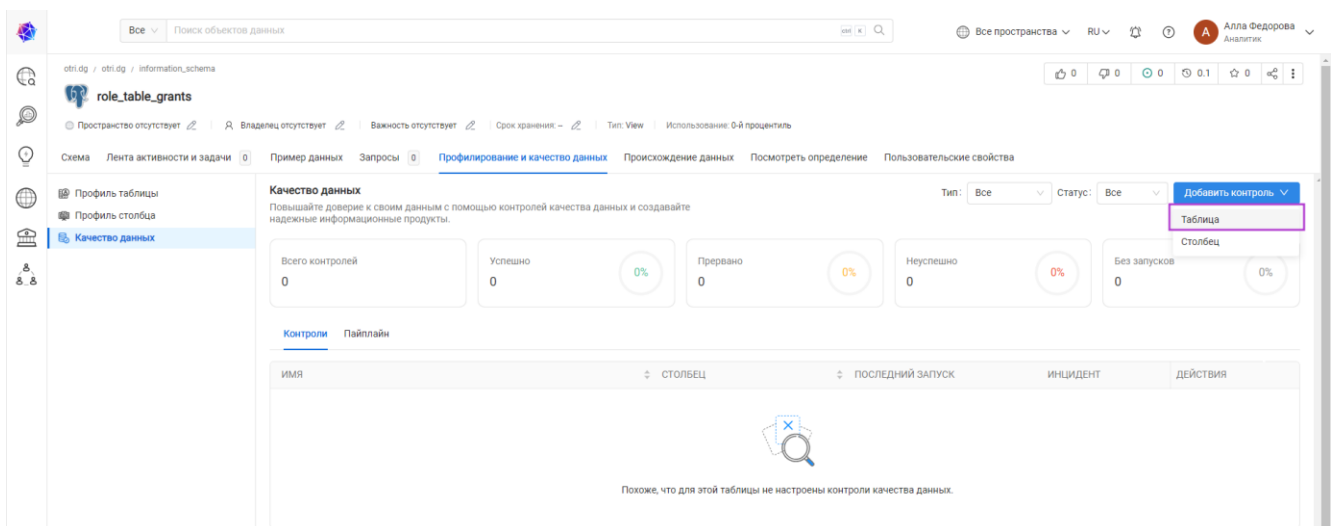 Все Поиск объектов данных ctrl K Все пространства RU А Алла Федорова
Аналитик
otri.dg / otri.dg / information_schema 0 0 0 0.1 0
role_table_grants
Пространство отсутствует Владелец отсутствует Важность отсутствует Срок хранения: – Тип: View Использование: 0-й процентиль
Схема Лента активности и задачи 0 Пример данных Запросы 0 Профилирование и качество данных Происхождение данных Посмотреть определение Пользовательские свойства
Профиль таблицы
Профиль столбца
Качество данных
Качество данных
Повышайте доверие к своим данным с помощью контролей качества данных и создавайте
надежные информационные продукты.
Тип: Все Статус: Все Добавить контроль
Таблица
Столбец
Всего контролей
0
Успешно
0
0%
Прервано
0
0%
Неуспешно
0
0%
Без запусков
0
0%
Контроли Пайплайн
ИМЯ СТОЛБЕЦ ПОСЛЕДНИЙ ЗАПУСК ИНЦИДЕНТ ДЕЙСТВИЯ
Похоже, что для этой таблицы не настроены контроли качества данных.